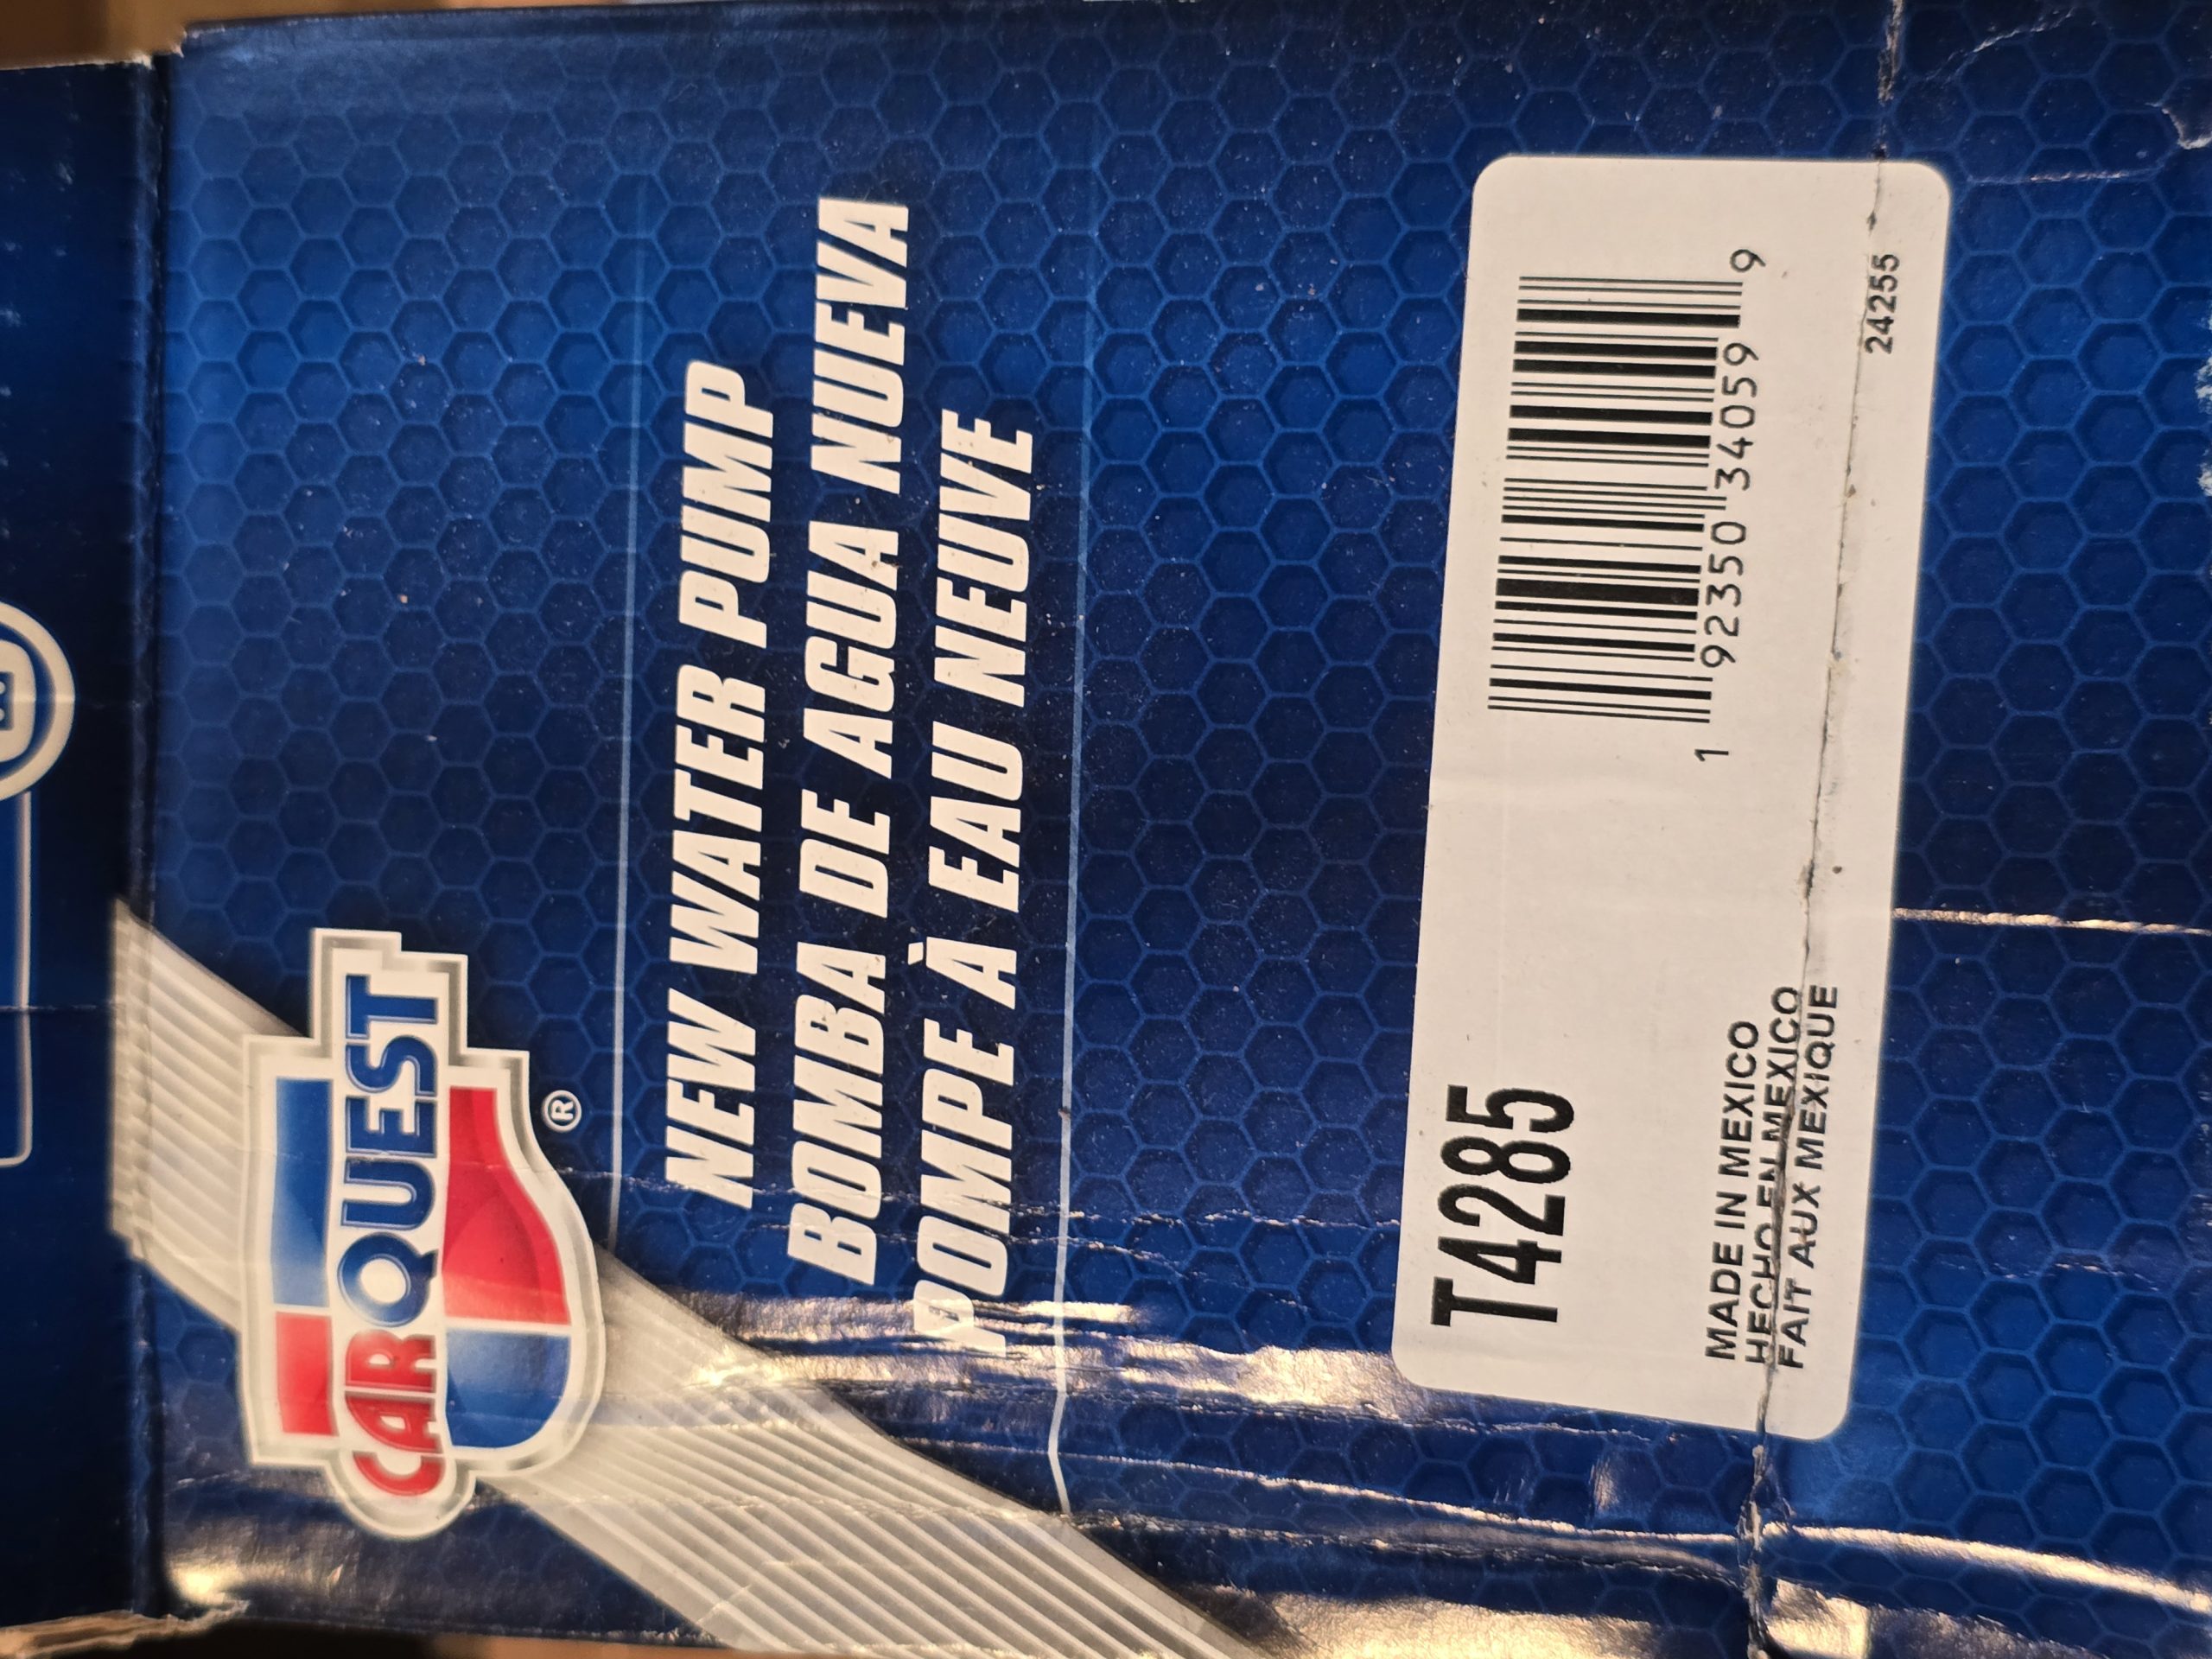 CARQUEST
®
NEW WATER PUMP
BOMBA DE AGUA NUEVA
POMPE À EAU NEUVE
T4285
1 92350 34059 9
MADE IN MEXICO
HECHO EN MEXICO
FAIT AUX MEXIQUE
24255